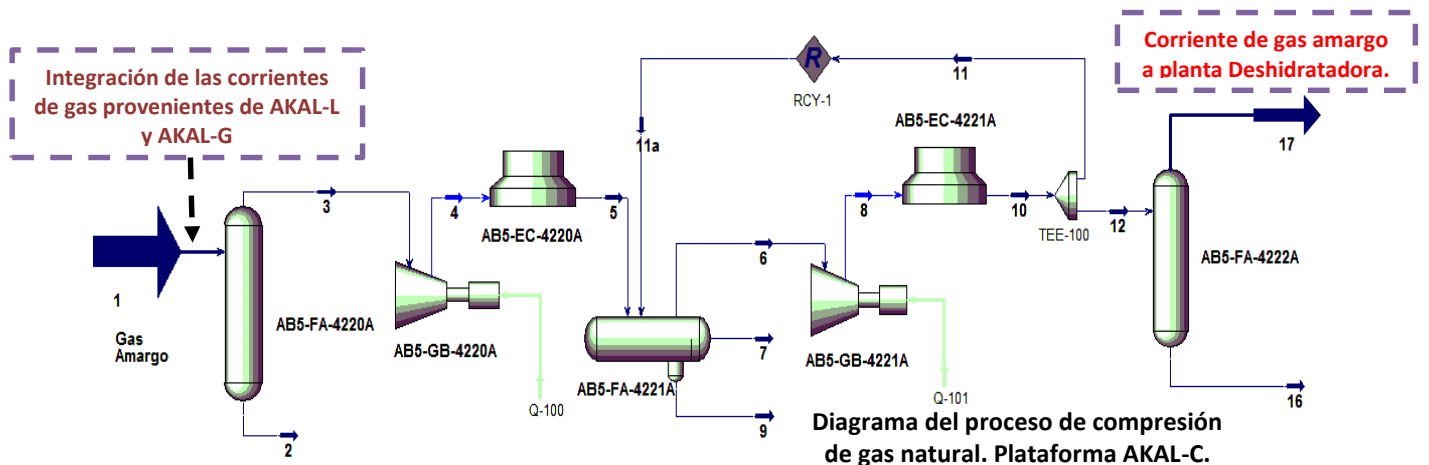 Integración de las corrientes
de gas provenientes de AKAL-L
y AKAL-G
Corriente de gas amargo
a planta Deshidratadora.
1
Gas
Amargo
AB5-FA-4220A
2
3
AB5-GB-4220A
Q-100
4
AB5-EC-4220A
5
11a
R
RCY-1
11
AB5-FA-4221A
6
7
9
AB5-GB-4221A
Q-101
8
AB5-EC-4221A
10
TEE-100
12
AB5-FA-4222A
17
16
Diagrama del proceso de compresión
de gas natural. Plataforma AKAL-C.